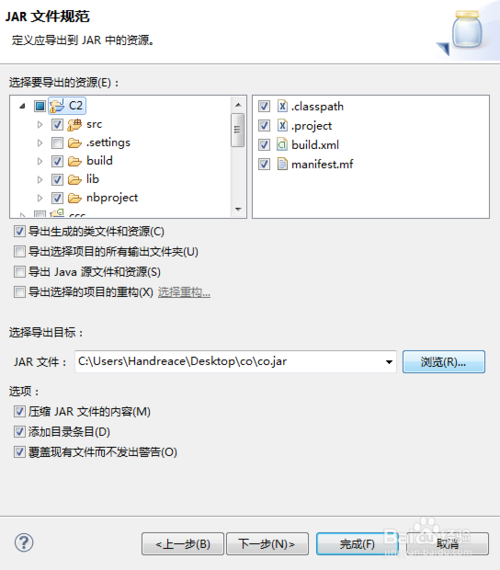 JAR 文件规范
定义应导出到 JAR 中的资源。
选择要导出的资源(E)：
C2
src
.settings
build
lib
nbproject
.classpath
.project
build.xml
manifest.mf
导出生成的类文件和资源(C)
导出选择项目的所有输出文件夹(U)
导出 Java 源文件和资源(S)
导出选择的项目的重构(X) 选择重构...
选择导出目标：
JAR 文件： C:\Users\Handreace\Desktop\co\co.jar 浏览(R)...
选项：
压缩 JAR 文件的内容(M)
添加目录条目(D)
覆盖现有文件而不发出警告(O)
<上一步(B) 下一步(N)> 完成(F) 取消
Baidu 经验
jingyan.baidu.com